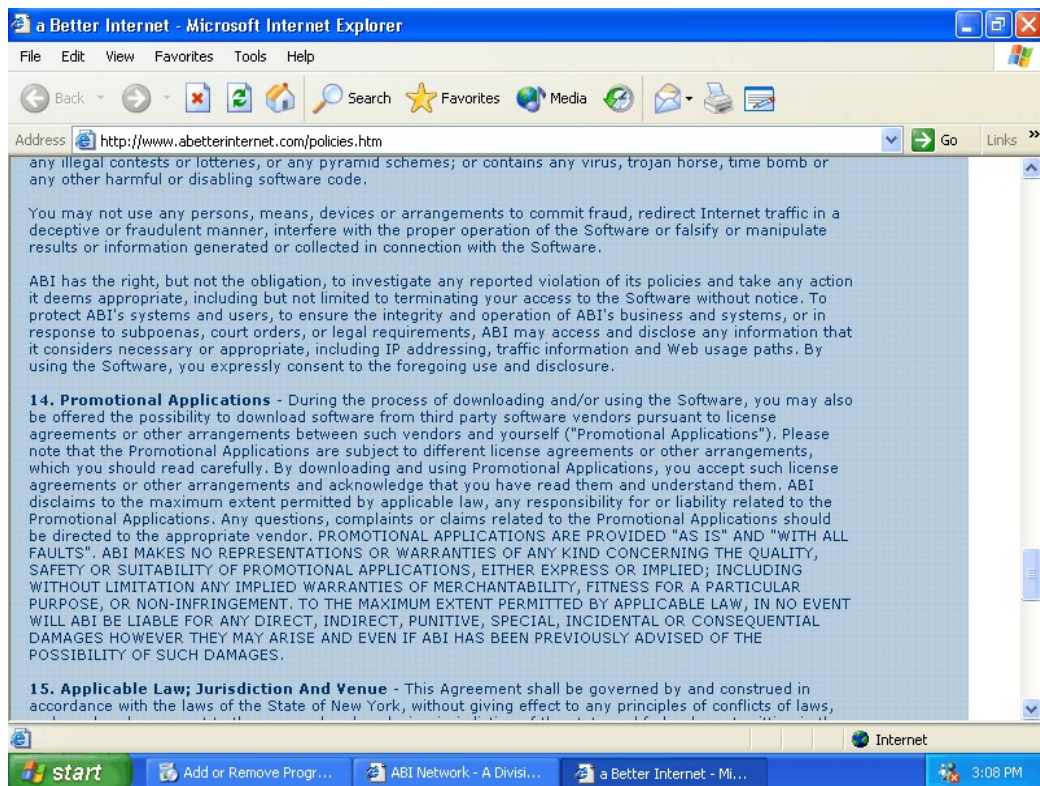 a Better Internet - Microsoft Internet Explorer
File Edit View Favorites Tools Help
Back Search Favorites Media
Address http://www.abetterinternet.com/policies.htm Go Links »
any illegal contests or lotteries, or any pyramid schemes; or contains any virus, trojan horse, time bomb or
any other harmful or disabling software code.
You may not use any persons, means, devices or arrangements to commit fraud, redirect Internet traffic in a
deceptive or fraudulent manner, interfere with the proper operation of the Software or falsify or manipulate
results or information generated or collected in connection with the Software.
ABI has the right, but not the obligation, to investigate any reported violation of its policies and take any action
it deems appropriate, including but not limited to terminating your access to the Software without notice. To
protect ABI's systems and users, to ensure the integrity and operation of ABI's business and systems, or in
response to subpoenas, court orders, or legal requirements, ABI may access and disclose any information that
it considers necessary or appropriate, including IP addressing, traffic information and Web usage paths. By
using the Software, you expressly consent to the foregoing use and disclosure.
14. Promotional Applications - During the process of downloading and/or using the Software, you may also
be offered the possibility to download software from third party software vendors pursuant to license
agreements or other arrangements between such vendors and yourself ("Promotional Applications"). Please
note that the Promotional Applications are subject to different license agreements or other arrangements,
which you should read carefully. By downloading and using Promotional Applications, you accept such license
agreements or other arrangements and acknowledge that you have read them and understand them. ABI
disclaims to the maximum extent permitted by applicable law, any responsibility for or liability related to the
Promotional Applications. Any questions, complaints or claims related to the Promotional Applications should
be directed to the appropriate vendor. PROMOTIONAL APPLICATIONS ARE PROVIDED "AS IS" AND "WITH ALL
FAULTS". ABI MAKES NO REPRESENTATIONS OR WARRANTIES OF ANY KIND CONCERNING THE QUALITY,
SAFETY OR SUITABILITY OF PROMOTIONAL APPLICATIONS, EITHER EXPRESS OR IMPLIED; INCLUDING
WITHOUT LIMITATION ANY IMPLIED WARRANTIES OF MERCHANTABILITY, FITNESS FOR A PARTICULAR
PURPOSE, OR NON-INFRINGEMENT. TO THE MAXIMUM EXTENT PERMITTED BY APPLICABLE LAW, IN NO EVENT
WILL ABI BE LIABLE FOR ANY DIRECT, INDIRECT, PUNITIVE, SPECIAL, INCIDENTAL OR CONSEQUENTIAL
DAMAGES HOWEVER THEY MAY ARISE AND EVEN IF ABI HAS BEEN PREVIOUSLY ADVISED OF THE
POSSIBILITY OF SUCH DAMAGES.
15. Applicable Law; Jurisdiction And Venue - This Agreement shall be governed by and construed in
accordance with the laws of the State of New York, without giving effect to any principles of conflicts of laws,
Internet
start Add or Remove Progr... ABI Network - A Divisi... a Better Internet - Mi... 3:08 PM